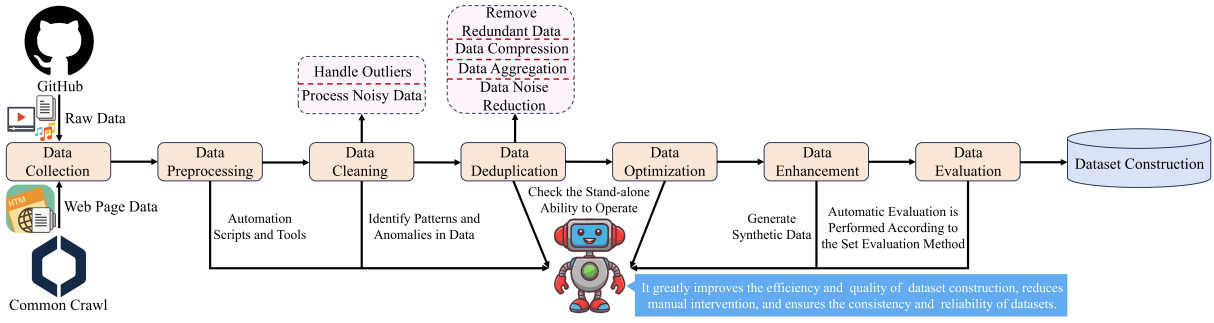 GitHub
Raw Data
Handle Outliers
Process Noisy Data
Remove
Redundant Data
Data Compression
Data Aggregation
Data Noise
Reduction
Data
Collection
Data
Preprocessing
Data
Cleaning
Data
Deduplication
Data
Optimization
Data
Enhancement
Data
Evaluation
Dataset Construction
HTM
Web Page Data
Common Crawl
Automation
Scripts and Tools
Identify Patterns and
Anomalies in Data
Check the Stand-alone
Ability to Operate
Generate
Synthetic Data
Automatic Evaluation is
Performed According to
the Set Evaluation Method
It greatly improves the efficiency and quality of dataset construction, reduces
manual intervention, and ensures the consistency and reliability of datasets.